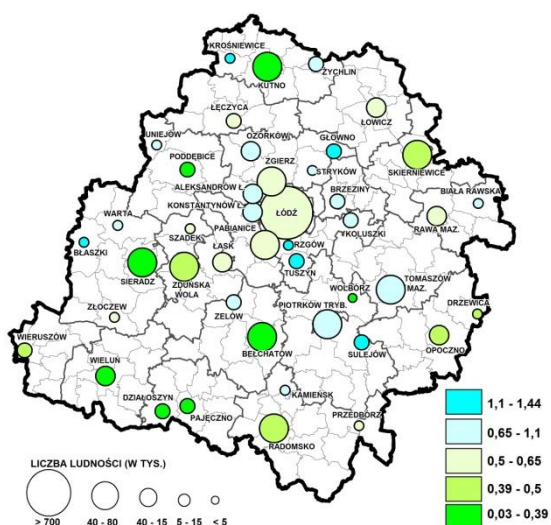 KROŚNIEWICE
KUTNO
ŻYCHLIN
ŁĘCZYCA
ŁOWICZ
UNIEJÓW
OZORKÓW
GŁOWNO
PODDĘBICE
ZGIERZ
SKIERNIEWICE
ALEKSANDRÓW Ł.
STRYKÓW
KONSTANTYNÓW Ł.
BRZEZINY
BIAŁA RAWSKA
WARTA
PABIANICE
ŁÓDŹ
TKOLUSZKI
RAWA MAZ.
SZADEK
BŁASZKI
ŁASK
RZGÓW
SIERADZ
ZDUŃSKA
WOLA
TUSZYN
TOMASZÓW
MAZ.
WOLBÓRZ
ZŁOCZEW
ZELÓW
PIOTRKÓW TRYB.
DRZEWICA
WIERUSZÓW
BEŁCHATÓW
SULEJÓW
OPOCZNO
WIELUŃ
DZIAŁOSZYN
PAJĘCZNO
KAMIEŃSK
PRZEDBÓRZ
RADOMSKO
1,1 - 1,44
0,65 - 1,1
0,5 - 0,65
0,39 - 0,5
0,03 - 0,39
LICZBA LUDNOŚCI (W TYS.)
> 700 40 - 80 40 - 15 5 - 15 < 5